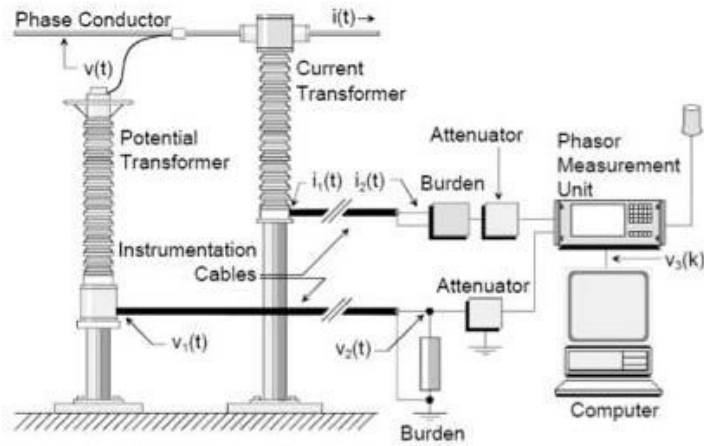 Phase Conductor
i(t)
v(t)
Current
Transformer
Potential
Transformer
Attenuator
Phasor
Measurement
Unit
i₁(t)
i₂(t)
Burden
Instrumentation
Cables
Attenuator
v₃(k)
v₁(t)
v₂(t)
Computer
Burden